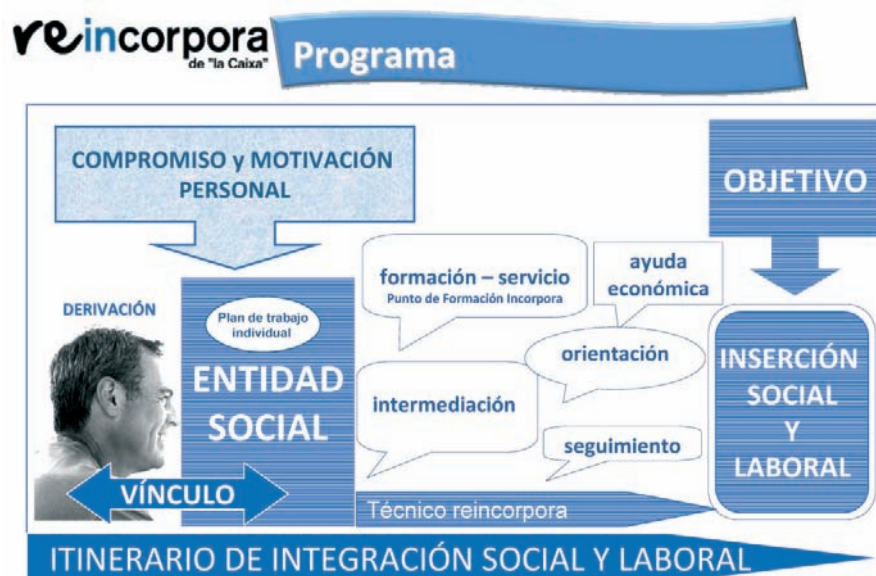 reincorpora
de "la Caixa"
Programa
COMPROMISO y MOTIVACIÓN
PERSONAL
OBJETIVO
DERIVACIÓN
Plan de trabajo
individual
ENTIDAD
SOCIAL
VÍNCULO
formación – servicio
Punto de Formación Incorpora
ayuda
económica
orientación
intermediación
seguimiento
INSERCIÓN
SOCIAL
Y
LABORAL
Técnico reincorpora
ITINERARIO DE INTEGRACIÓN SOCIAL Y LABORAL